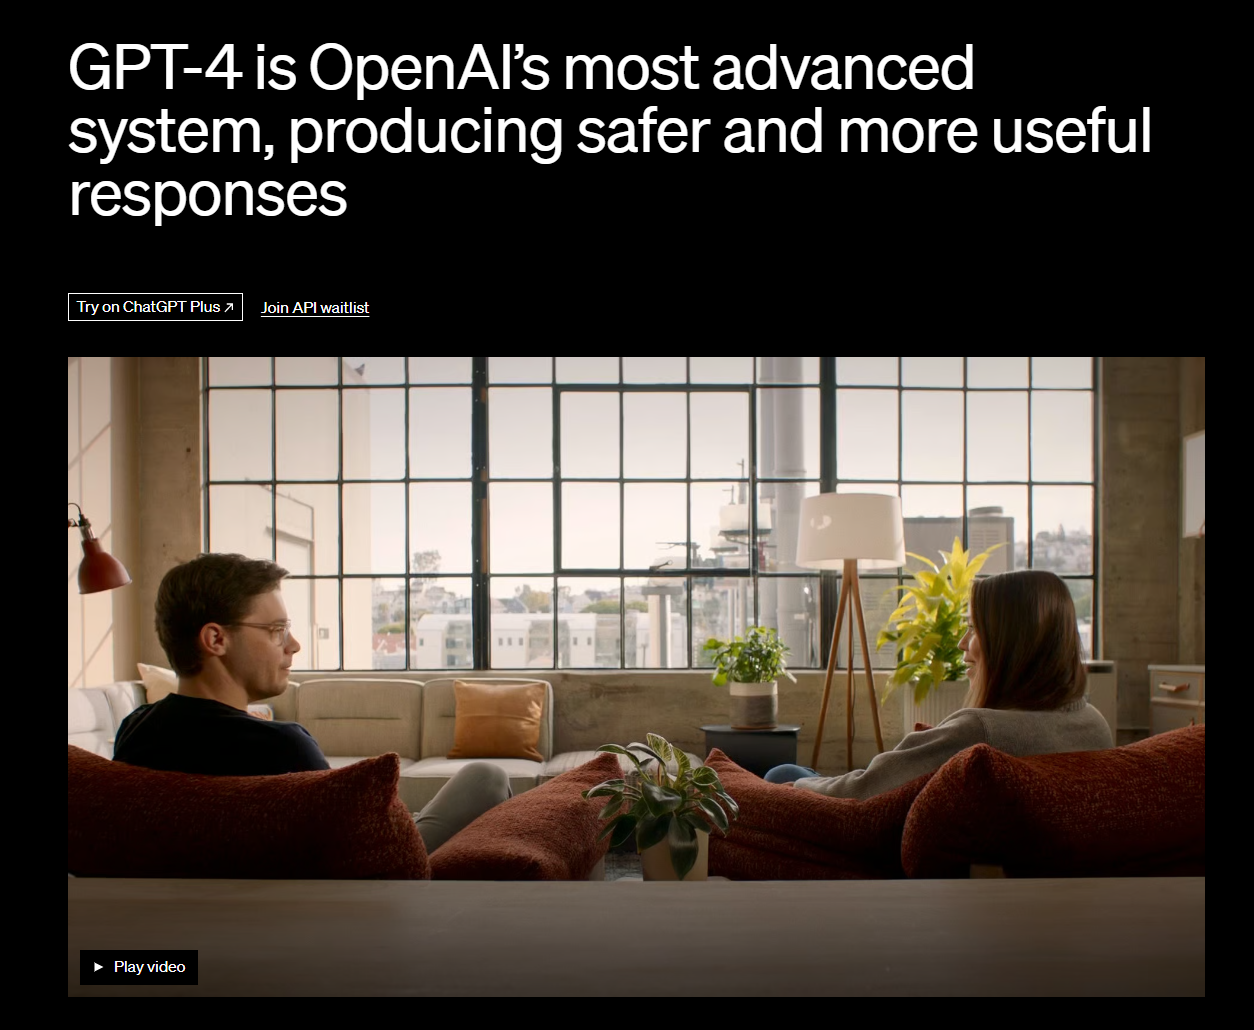 GPT-4 is OpenAI’s most advanced
system, producing safer and more useful
responses
Try on ChatGPT Plus ↗
Join API waitlist
Play video